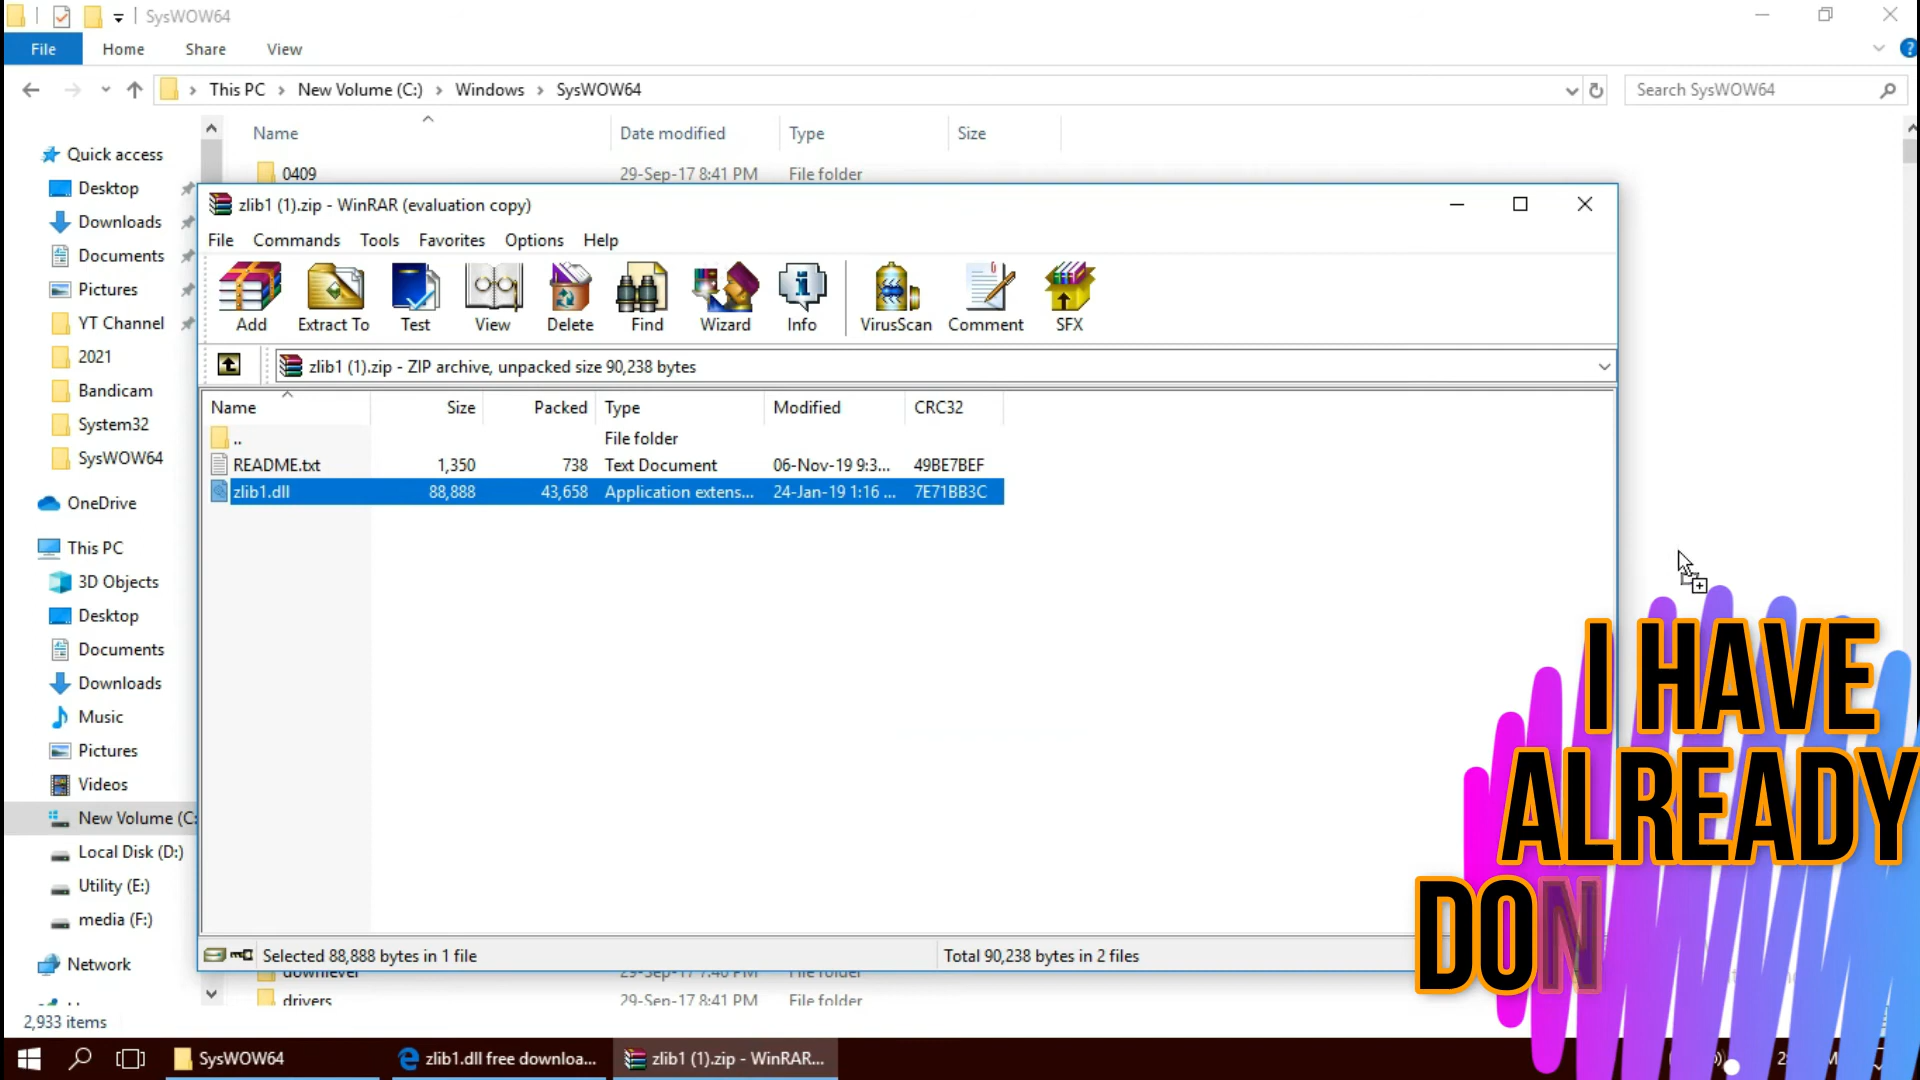 SysWOW64
File Home Share View
This PC New Volume (C:) Windows SysWOW64
Search SysWOW64
Name Date modified Type Size
0409 29-Sep-17 8:41 PM File folder
Quick access
Desktop
Downloads
Documents
Pictures
YT Channel
2021
Bandicam
System32
SysWOW64
OneDrive
This PC
3D Objects
Desktop
Documents
Downloads
Music
Pictures
Videos
New Volume (C:
Local Disk (D:)
Utility (E:)
media (F:)
Network
zlib1 (1).zip - WinRAR (evaluation copy)
File Commands Tools Favorites Options Help
Add Extract To Test View Delete Find Wizard Info VirusScan Comment SFX
zlib1 (1).zip - ZIP archive, unpacked size 90,238 bytes
Name Size Packed Type Modified CRC32
.. File folder
README.txt 1,350 738 Text Document 06-Nov-19 9:3... 49BE7BEF
zlib1.dll 88,888 43,658 Application extens... 24-Jan-19 1:16 ... 7E71BB3C
Selected 88,888 bytes in 1 file Total 90,238 bytes in 2 files
drivers 29-Sep-17 8:41 PM File folder
2,933 items
I HAVE
ALREADY
DON
SysWOW64 zlib1.dll free downloa... zlib1 (1).zip - WinRAR...